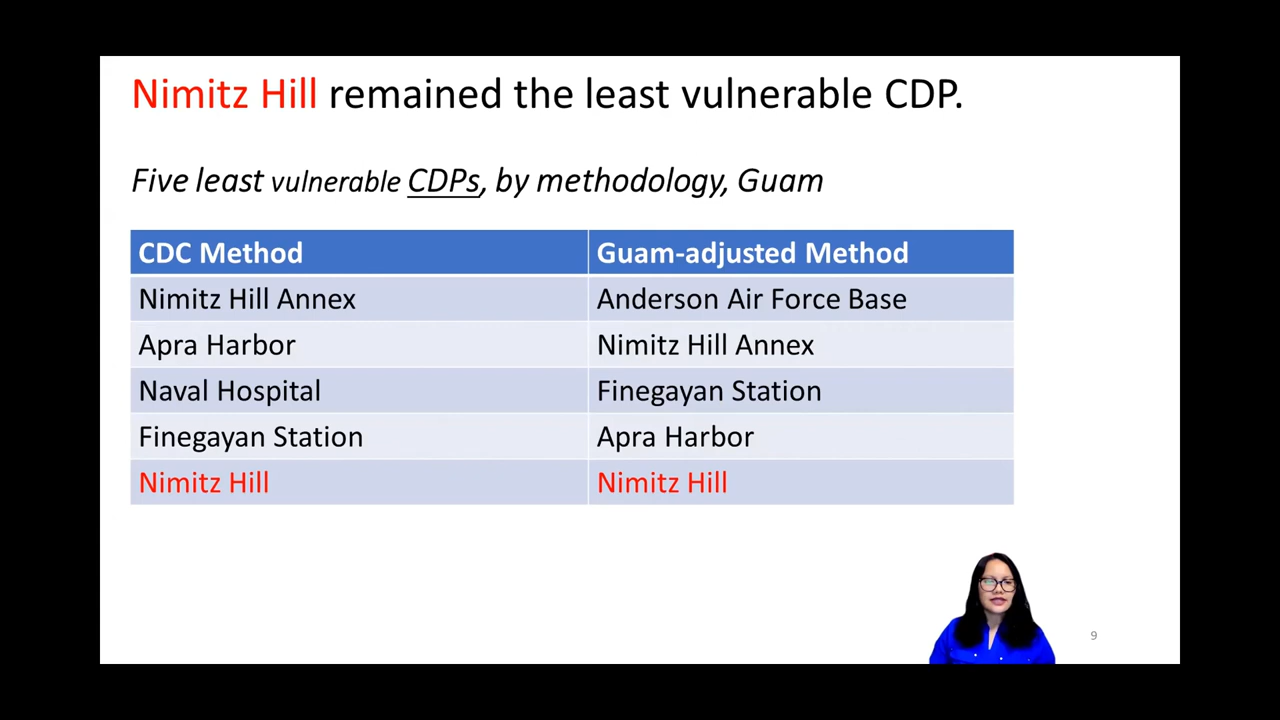 Nimitz Hill remained the least vulnerable CDP.
Five least vulnerable CDPs, by methodology, Guam
CDC Method Guam-adjusted Method
Nimitz Hill Annex Anderson Air Force Base
Apra Harbor Nimitz Hill Annex
Naval Hospital Finegayan Station
Finegayan Station Apra Harbor
Nimitz Hill Nimitz Hill
9